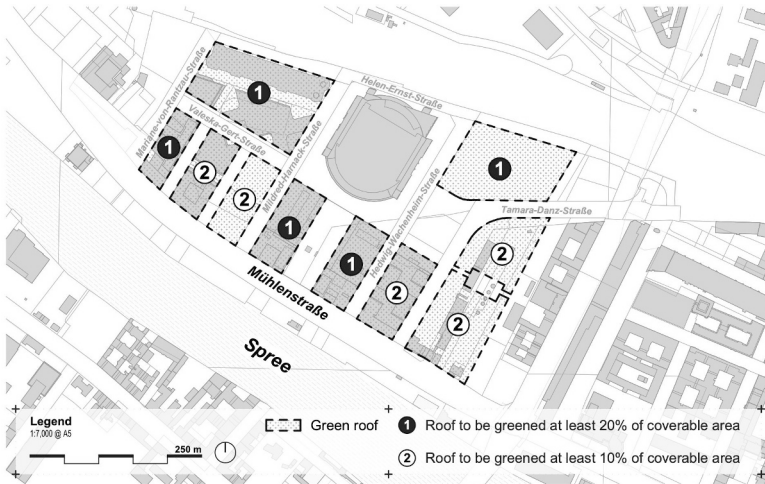 Helen-Ernst-Straße
Mariane-von-Rantzau-Straße
1
Valeska-Gert-Straße
Mildred-Harnack-Straße
1
2
2
1
1
2
Hedwig-Wachenheim-Straße
1
Tamara-Danz-Straße
2
2
Mühlenstraße
Spree
Legend
1:7,000 @ A5
250 m
Green roof
1 Roof to be greened at least 20% of coverable area
2 Roof to be greened at least 10% of coverable area